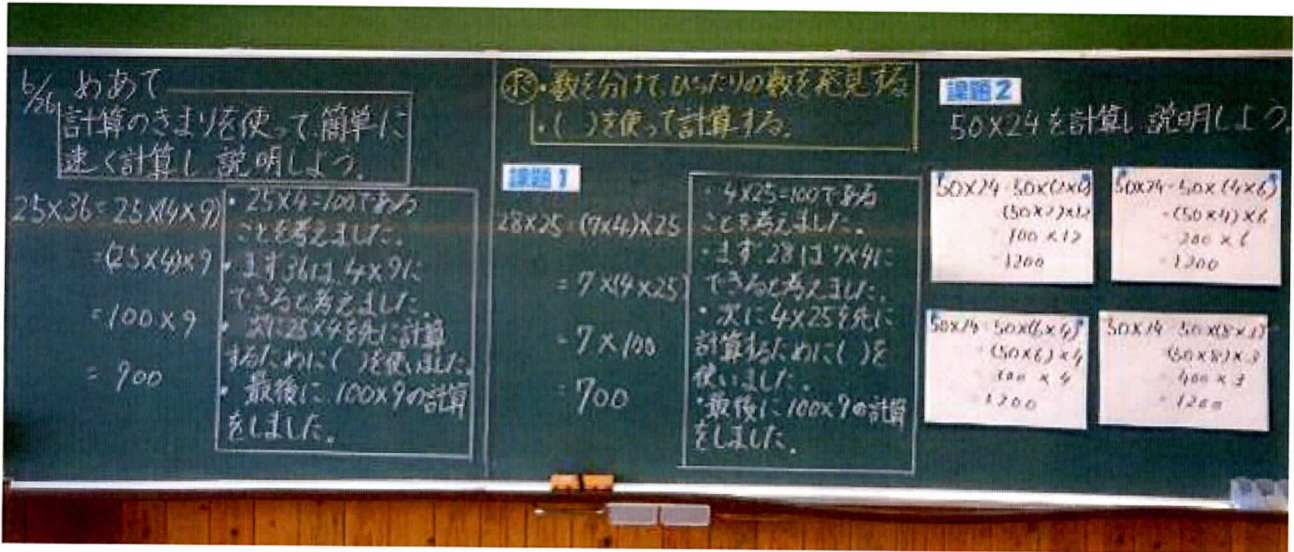 6/26 めあて
計算のきまりを使って簡単に
速く計算し 説明しよう。
25×36=25×(4×9)
=(25×4)×9
=100×9
=900
・25×4=100である
ことを考えました。
・まず36は4×9に
できると考えました。
・次に25×4を先に計算
するために( )を使いました。
・最後に100×9の計算
をしました。
・数を分けて、ぴったりの数を発見する。
・( )を使って計算する。
課題1
28×25=(7×4)×25
=7×(4×25)
=7×100
=700
・4×25=100である
ことを考えました。
・まず28は7×4に
できると考えました。
・次に4×25を先に
計算するために( )を
使いました。
・最後に100×7の計算
をしました。
課題2
50×24を計算し 説明しよう。
50×24=50×(2×12)
(50×2)×12
100×12
=1200
50×24=50×(4×6)
=(50×4)×6
=200×6
=1200
50×24=50×(6×4)
=(50×6)×4
=300×4
=1200
50×24=50×(8×3)
(50×8)×3
=400×3
=1200